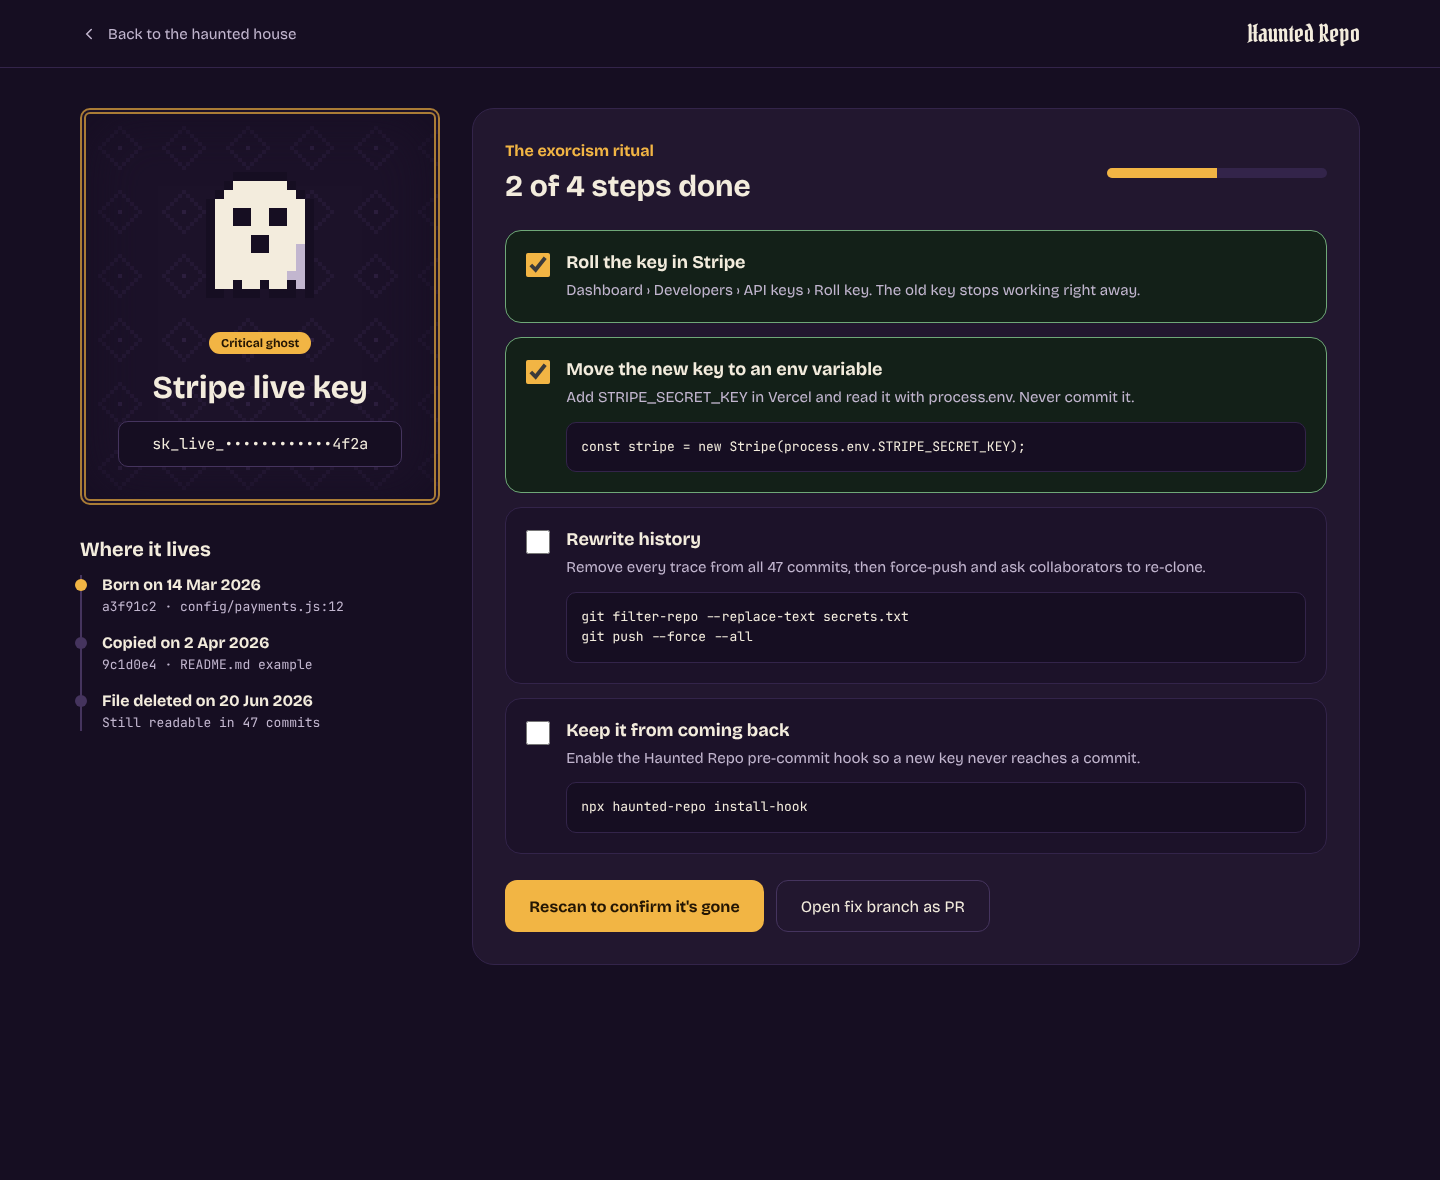 Back to the haunted house
Haunted Repo
Critical ghost
Stripe live key
sk_live_••••••••••••4f2a
Where it lives
Born on 14 Mar 2026
a3f91c2 · config/payments.js:12
Copied on 2 Apr 2026
9c1d0e4 · README.md example
File deleted on 20 Jun 2026
Still readable in 47 commits
The exorcism ritual
2 of 4 steps done
Roll the key in Stripe
Dashboard › Developers › API keys › Roll key. The old key stops working right away.
Move the new key to an env variable
Add STRIPE_SECRET_KEY in Vercel and read it with process.env. Never commit it.
const stripe = new Stripe(process.env.STRIPE_SECRET_KEY);
Rewrite history
Remove every trace from all 47 commits, then force-push and ask collaborators to re-clone.
git filter-repo --replace-text secrets.txt
git push --force --all
Keep it from coming back
Enable the Haunted Repo pre-commit hook so a new key never reaches a commit.
npx haunted-repo install-hook
Rescan to confirm it's gone
Open fix branch as PR